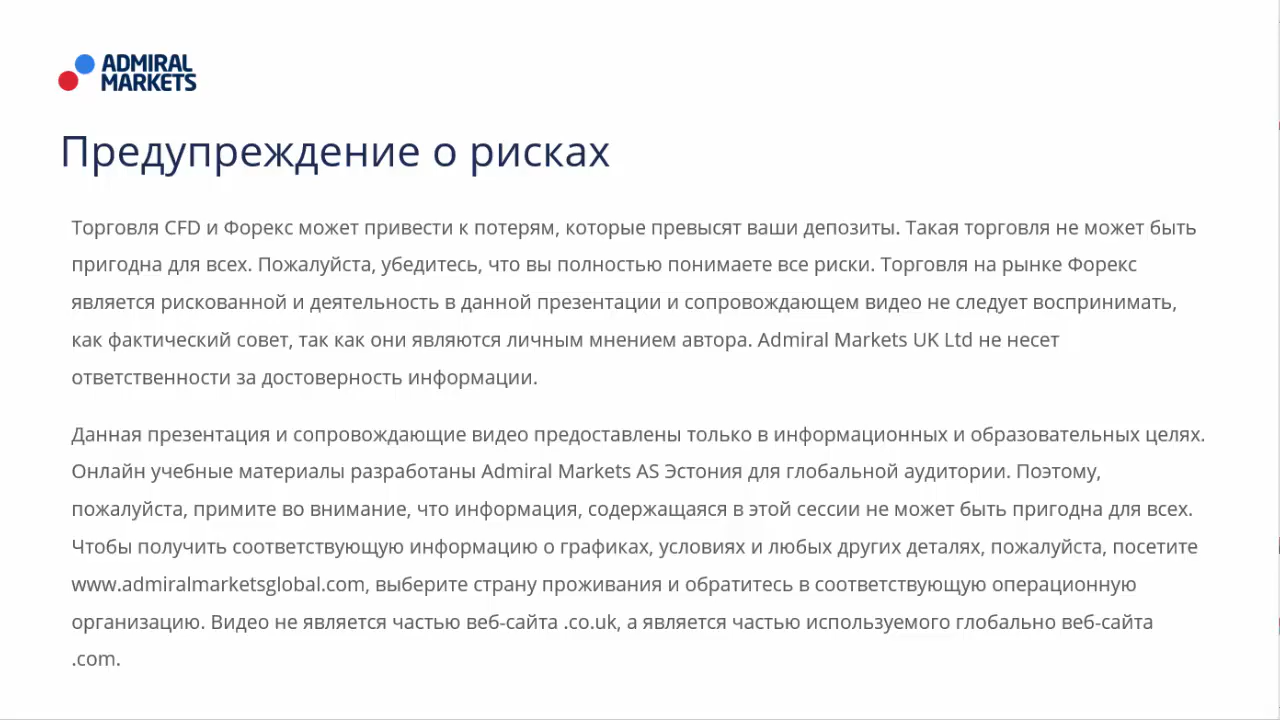 ADMIRAL
MARKETS
Предупреждение о рисках
Торговля CFD и Форекс может привести к потерям, которые превысят ваши депозиты. Такая торговля не может быть
пригодна для всех. Пожалуйста, убедитесь, что вы полностью понимаете все риски. Торговля на рынке Форекс
является рискованной и деятельность в данной презентации и сопровождающем видео не следует воспринимать,
как фактический совет, так как они являются личным мнением автора. Admiral Markets UK Ltd не несет
ответственности за достоверность информации.
Данная презентация и сопровождающие видео предоставлены только в информационных и образовательных целях.
Онлайн учебные материалы разработаны Admiral Markets AS Эстония для глобальной аудитории. Поэтому,
пожалуйста, примите во внимание, что информация, содержащаяся в этой сессии не может быть пригодна для всех.
Чтобы получить соответствующую информацию о графиках, условиях и любых других деталях, пожалуйста, посетите
www.admiralmarketsglobal.com, выберите страну проживания и обратитесь в соответствующую операционную
организацию. Видео не является частью веб-сайта .co.uk, а является частью используемого глобально веб-сайта
.com.